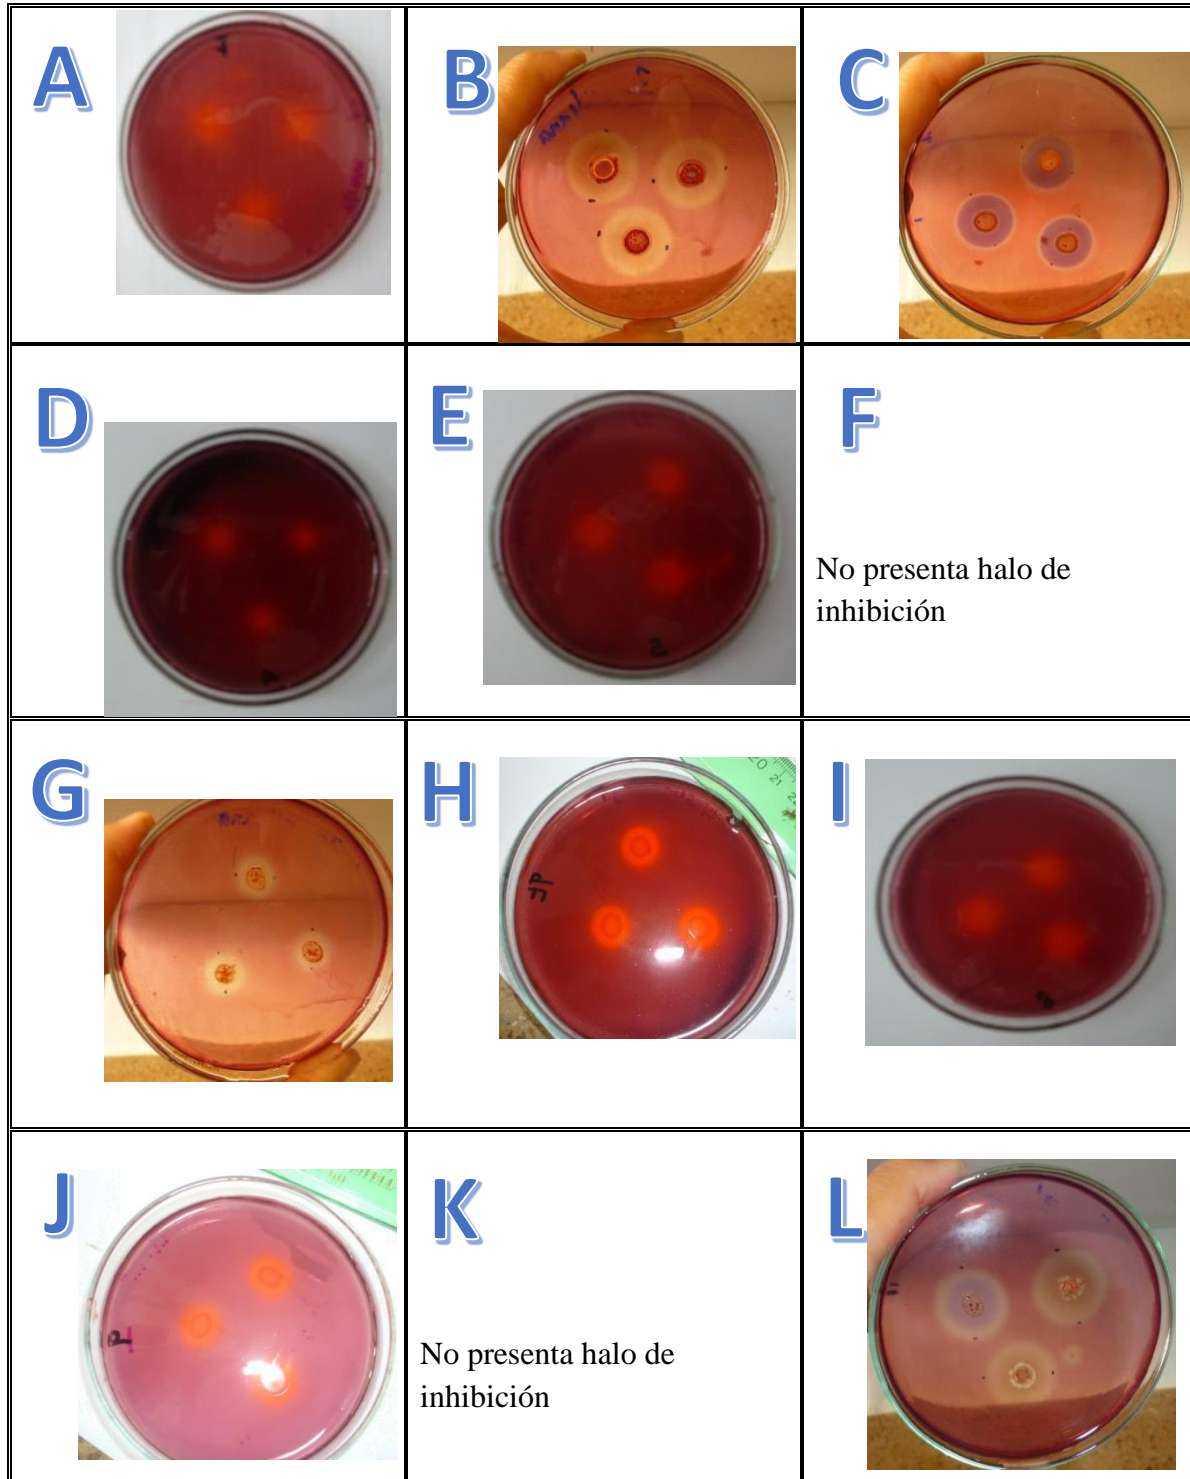 A
B
C
D
E
F
No presenta halo de
inhibición
G
H
I
J
K
No presenta halo de
inhibición
L